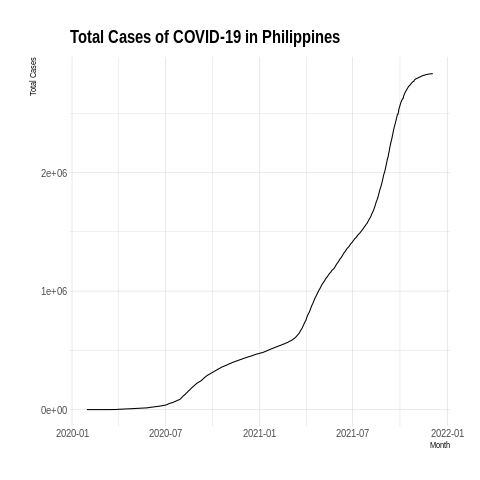 Total Cases of COVID-19 in Philippines
Total Cases
2e+06
1e+06
0e+00
2020-01 2020-07 2021-01 2021-07 2022-01
Month